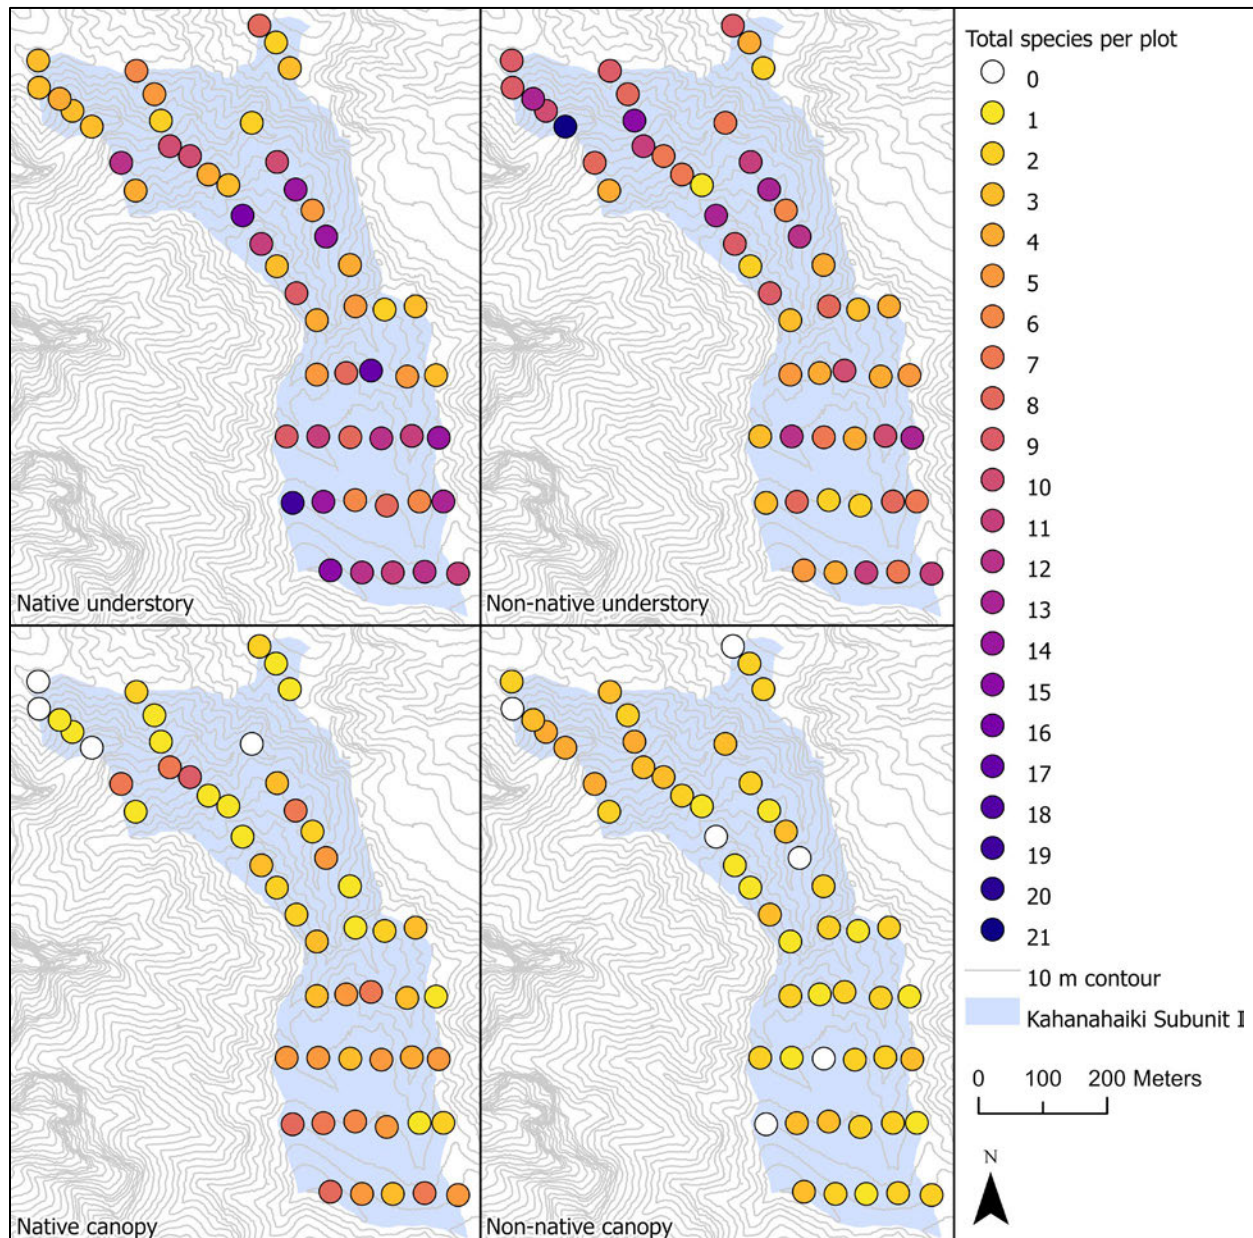 Total species per plot
0
1
2
3
4
5
6
7
8
9
10
11
12
13
14
15
16
17
18
19
20
21
10 m contour
Kahanahaiki Subunit I
0 100 200 Meters
N
Native understory
Non-native understory
Native canopy
Non-native canopy